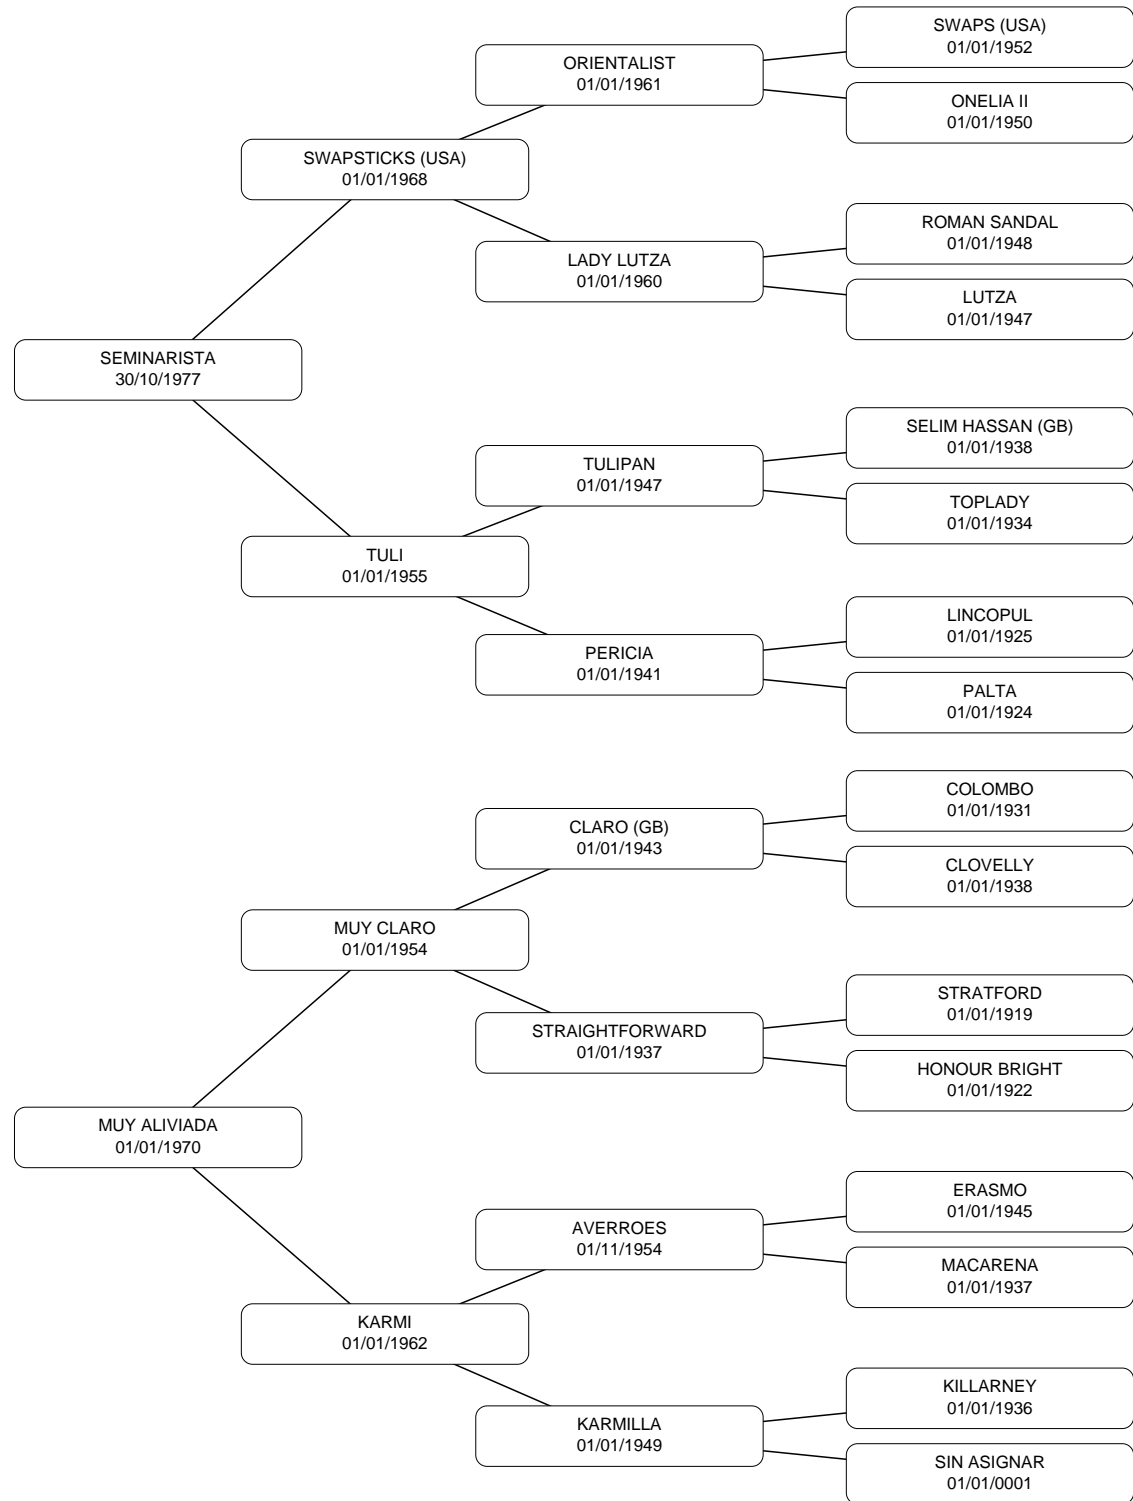 SWAPS (USA)
01/01/1952
ORIENTALIST
01/01/1961
ONELIA II
01/01/1950
SWAPSTICKS (USA)
01/01/1968
ROMAN SANDAL
01/01/1948
LADY LUTZA
01/01/1960
LUTZA
01/01/1947
SEMINARISTA
30/10/1977
SELIM HASSAN (GB)
01/01/1938
TULIPAN
01/01/1947
TOPLADY
01/01/1934
TULI
01/01/1955
LINCOPUL
01/01/1925
PERICIA
01/01/1941
PALTA
01/01/1924
COLOMBO
01/01/1931
CLARO (GB)
01/01/1943
CLOVELLY
01/01/1938
MUY CLARO
01/01/1954
STRATFORD
01/01/1919
STRAIGHTFORWARD
01/01/1937
HONOUR BRIGHT
01/01/1922
MUY ALIVIADA
01/01/1970
ERASMO
01/01/1945
AVERROES
01/11/1954
MACARENA
01/01/1937
KARMI
01/01/1962
KILLARNEY
01/01/1936
KARMILLA
01/01/1949
SIN ASIGNAR
01/01/0001